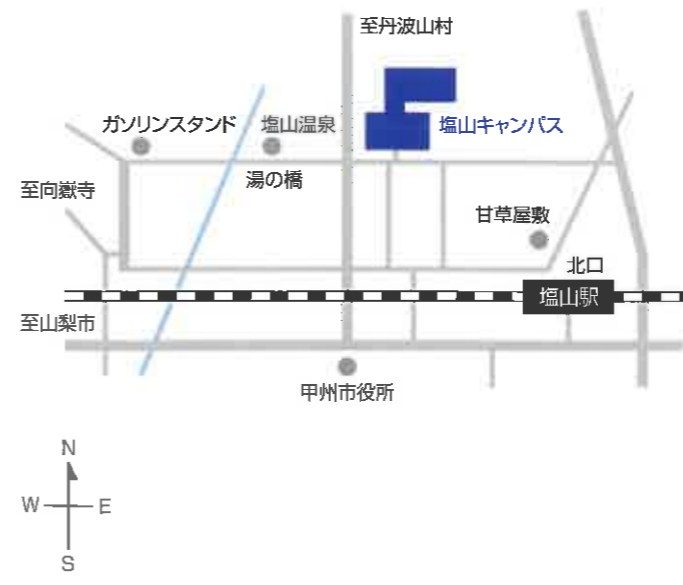 至丹波山村
ガソリンスタンド
塩山温泉
塩山キャンパス
湯の橋
至向嶽寺
甘草屋敷
北口
塩山駅
至山梨市
甲州市役所
N
W E
S